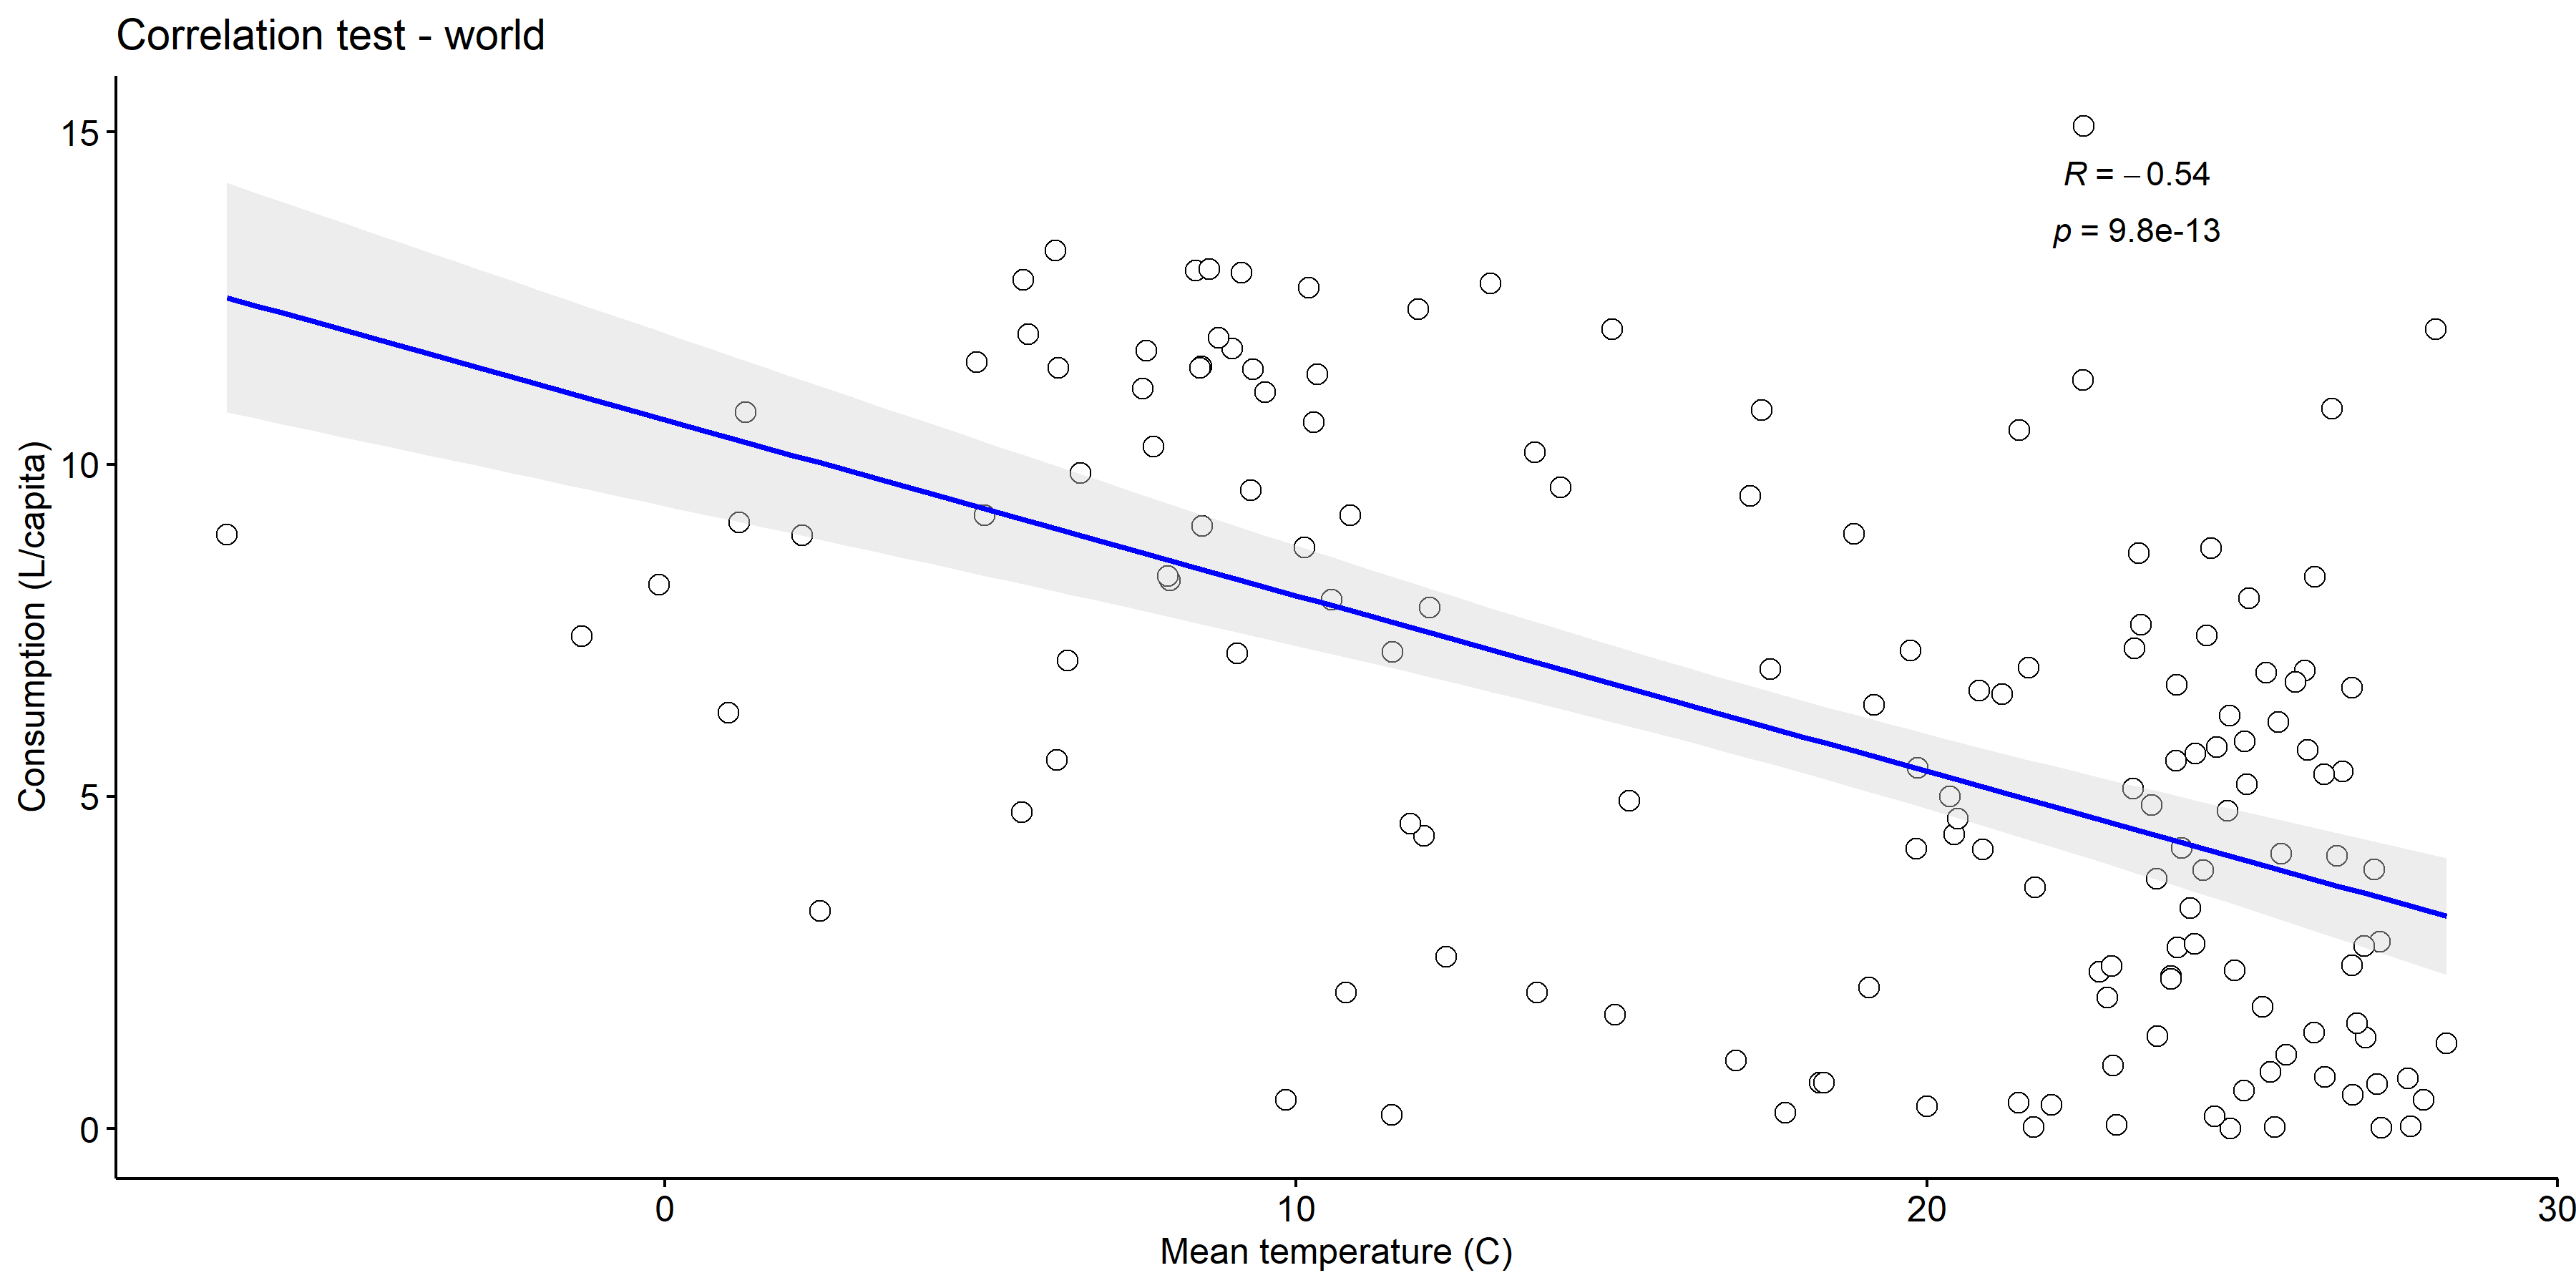 Correlation test - world
15
R = −0.54
p = 9.8e-13
10
Consumption (L/capita)
5
0
0 10 20 30
Mean temperature (C)